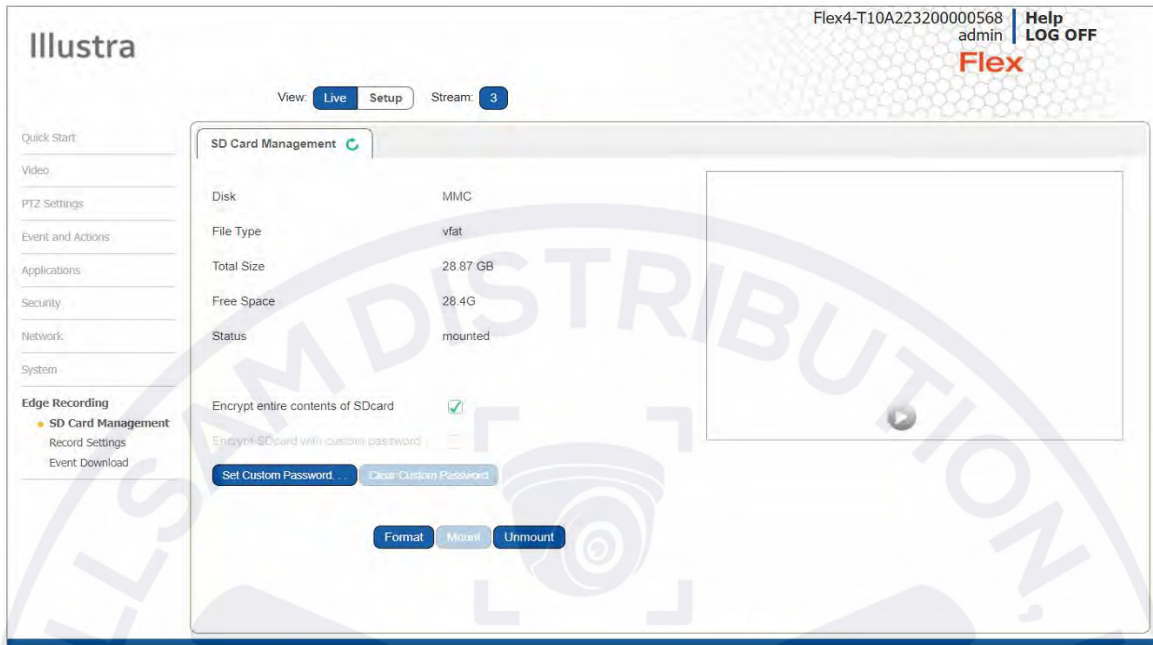 Illustra
Flex4-T10A223200000568
admin
Help
LOG OFF
Flex
View: Live Setup Stream: 3
Quick Start
Video
PTZ Settings
Event and Actions
Applications
Security
Network
System
Edge Recording
SD Card Management
Record Settings
Event Download
SD Card Management
Disk MMC
File Type vfat
Total Size 28.87 GB
Free Space 28.4G
Status mounted
Encrypt entire contents of SDcard
Encrypt SDcard with custom password
Set Custom Password. . . Clear Custom Password
Format Mount Unmount
LLSAM DISTRIBUTION,